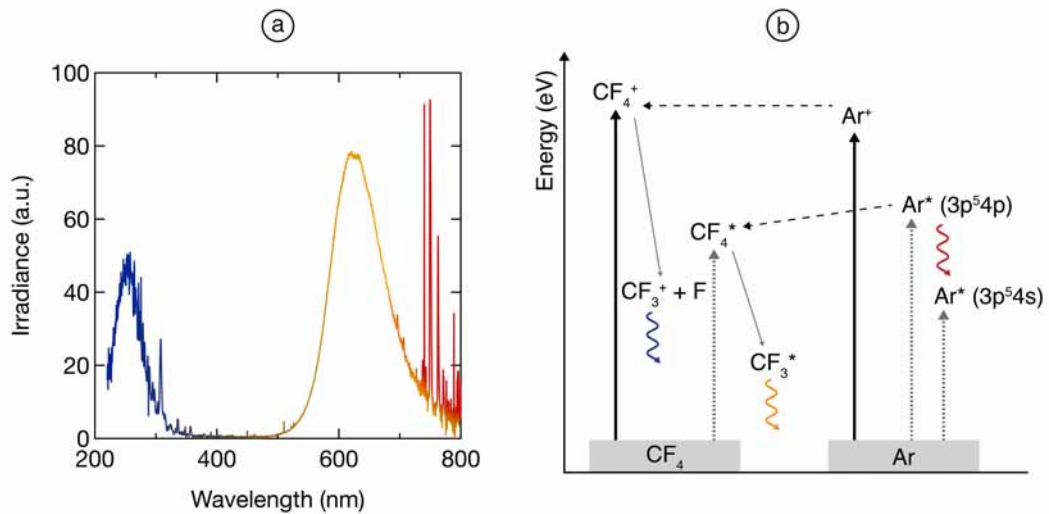 a
100
80
60
40
20
0
200
400
600
800
Irradiance (a.u.)
Wavelength (nm)
b
Energy (eV)
CF₄⁺
Ar⁺
Ar* (3p⁵4p)
CF₄*
CF₃⁺ + F
Ar* (3p⁵4s)
CF₃*
CF₄
Ar